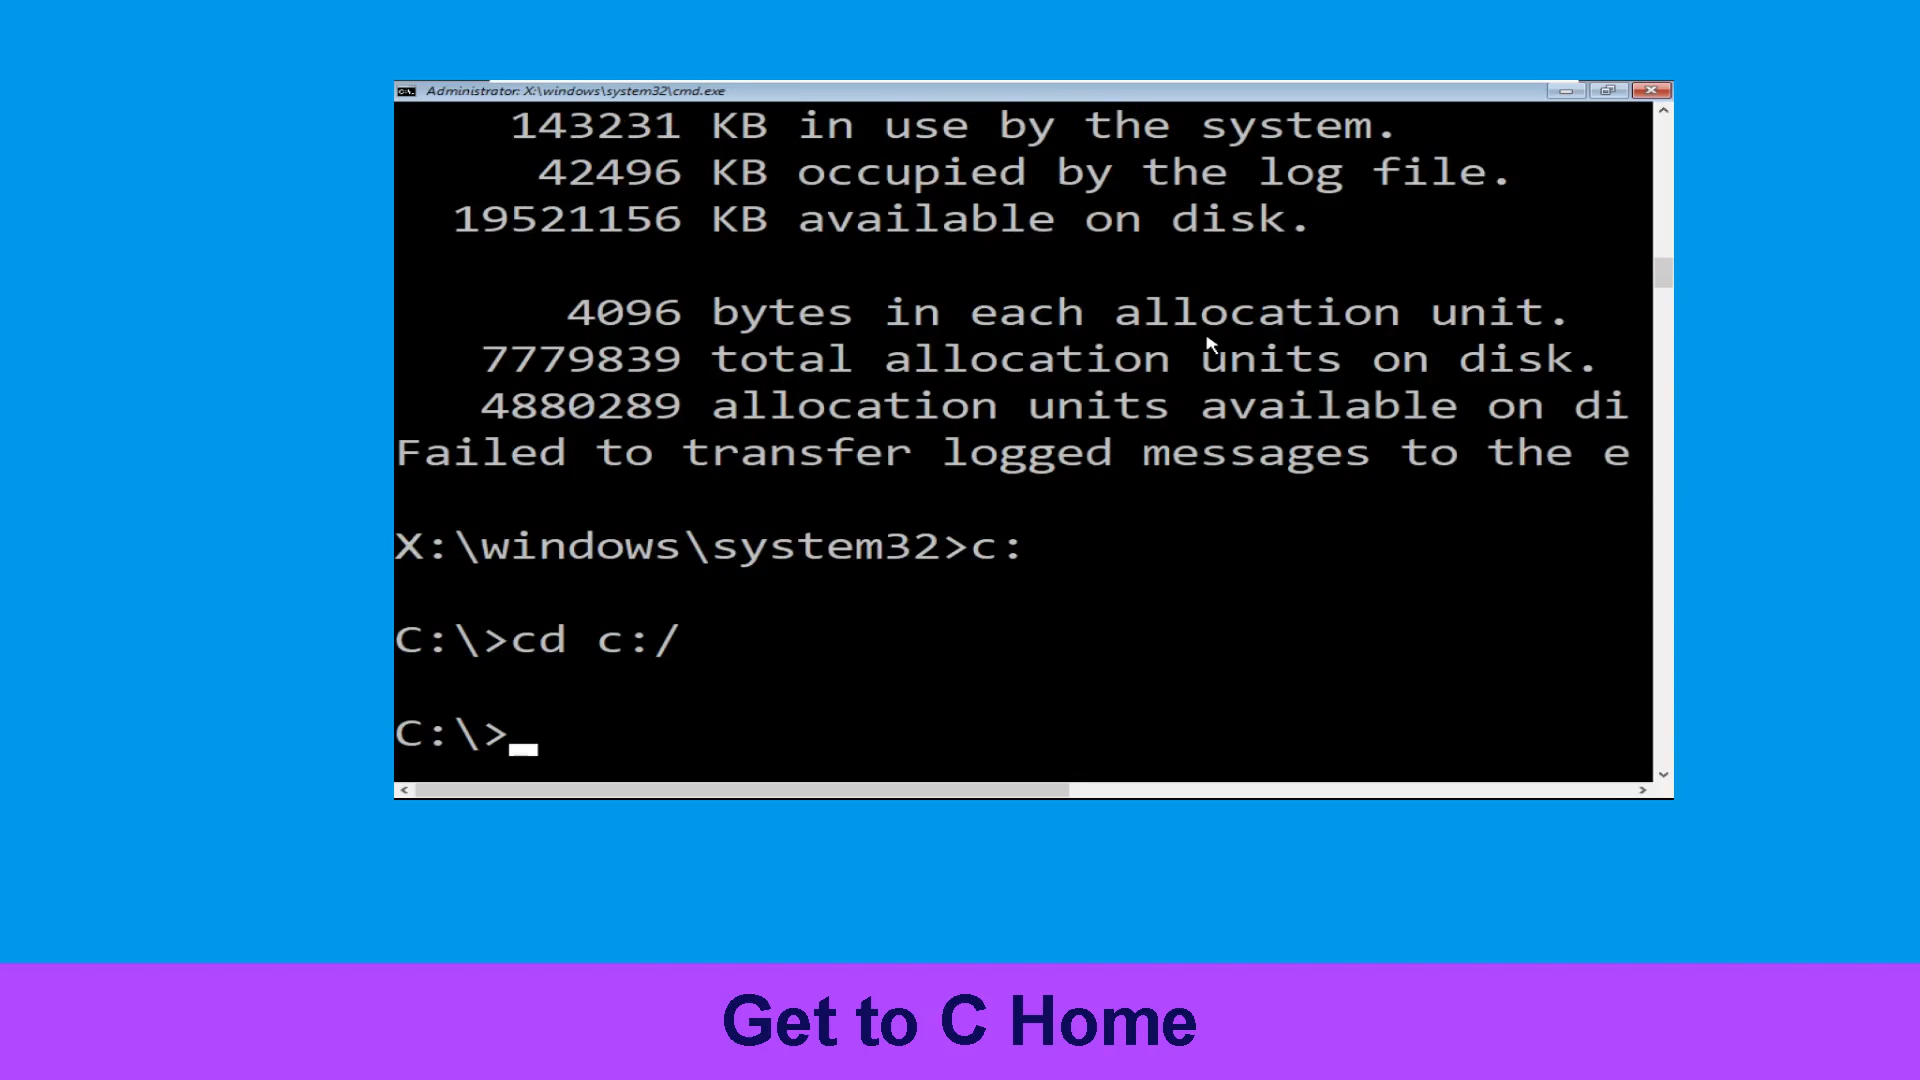 Administrator: X:\windows\system32\cmd.exe
143231 KB in use by the system.
42496 KB occupied by the log file.
19521156 KB available on disk.
4096 bytes in each allocation unit.
7779839 total allocation units on disk.
4880289 allocation units available on di
Failed to transfer logged messages to the e
X:\windows\system32>c:
C:\>cd c:/
C:\>
Get to C Home